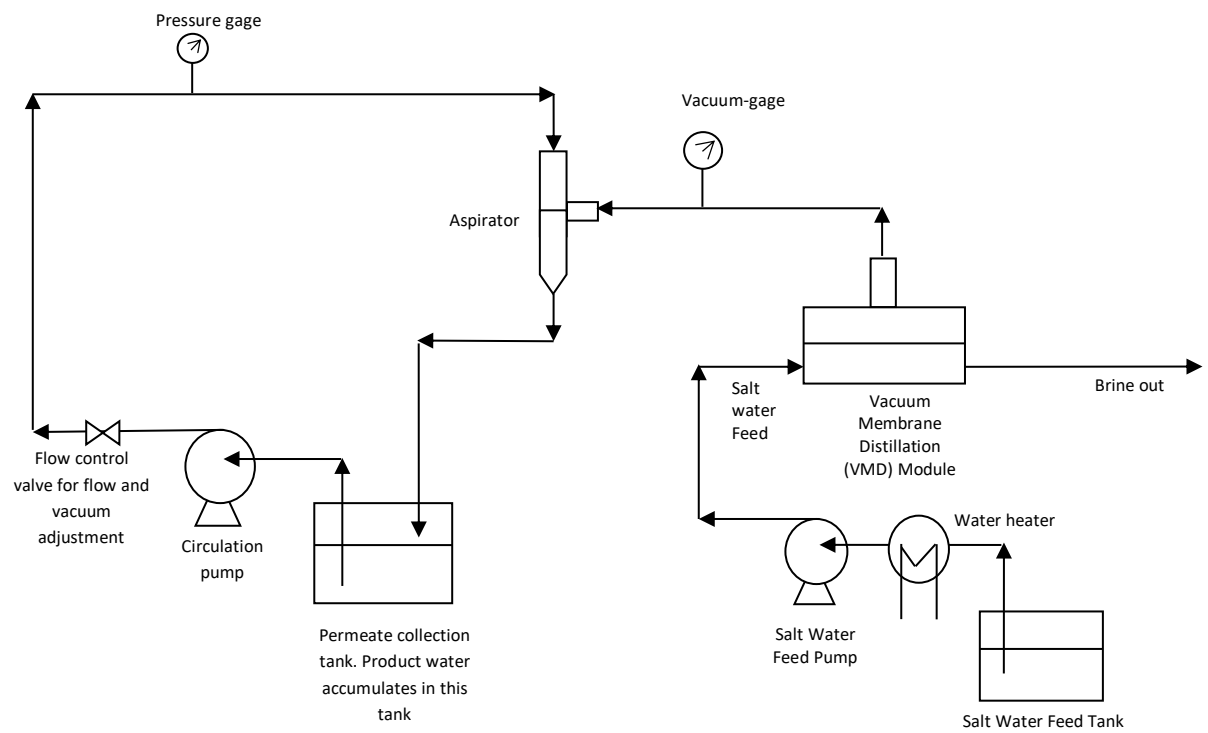 Pressure gage
Vacuum-gage
Aspirator
Salt
water
Feed
Brine out
Vacuum
Membrane
Distillation
(VMD) Module
Flow control
valve for flow and
vacuum
adjustment
Circulation
pump
Water heater
Permeate collection
tank. Product water
accumulates in this
tank
Salt Water
Feed Pump
Salt Water Feed Tank